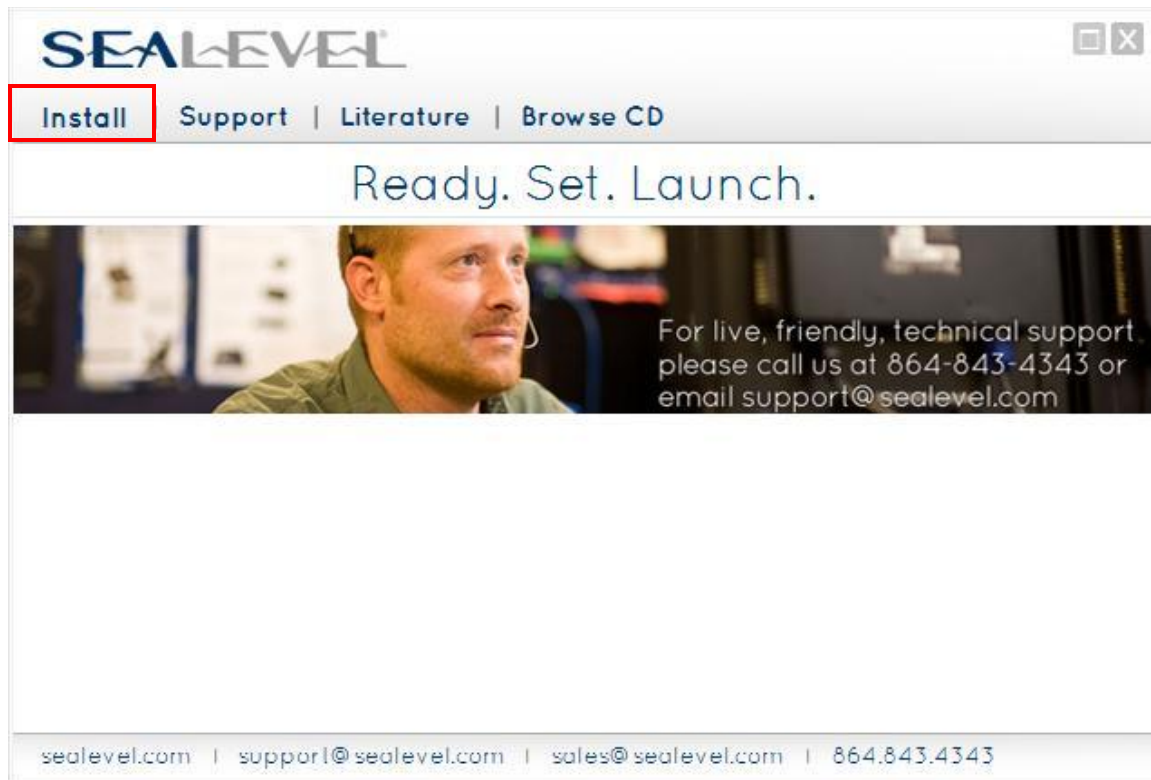 SEALEVEL
Install | Support | Literature | Browse CD
Ready. Set. Launch.
For live, friendly, technical support
please call us at 864-843-4343 or
email support@sealevel.com
sealevel.com | support@sealevel.com | sales@sealevel.com | 864.843.4343